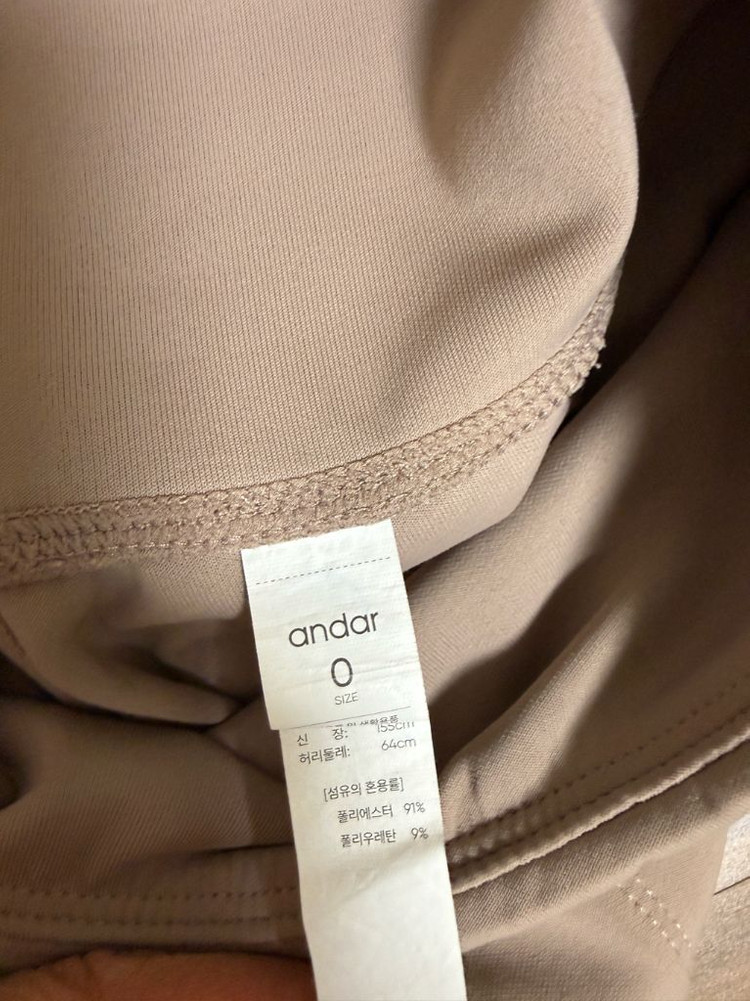 andar
0
SIZE
신 장: 155cm
허리둘레: 64cm
[섬유의 혼용률]
폴리에스터 91%
폴리우레탄 9%